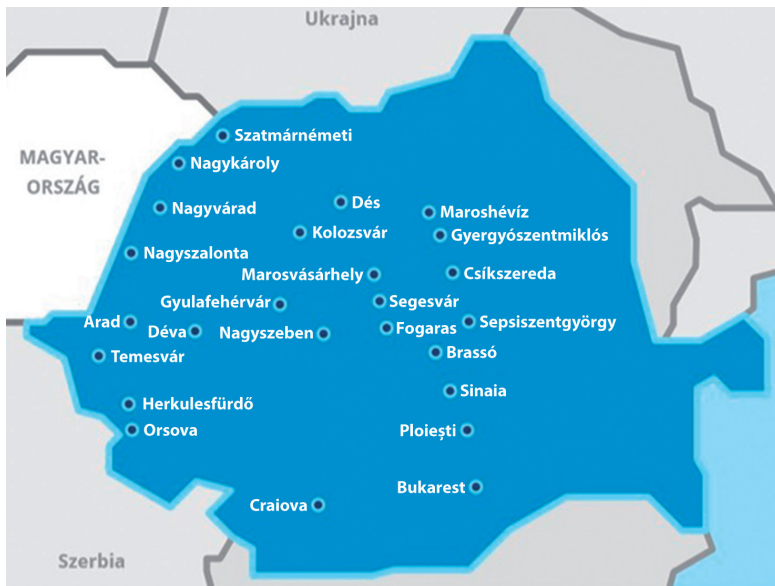 Ukrajna
Szatmárnémeti
MAGYAR-
ORSZÁG
Nagykároly
Nagyvárad
Dés
Maroshévíz
Kolozsvár
Gyergyószentmiklós
Nagyszalonta
Marosvásárhely
Csíkszereda
Gyulafehérvár
Segesvár
Arad
Déva
Nagyszeben
Fogaras
Sepsiszentgyörgy
Temesvár
Brassó
Sinaia
Herkulesfürdő
Orsova
Ploiești
Bukarest
Craiova
Szerbia